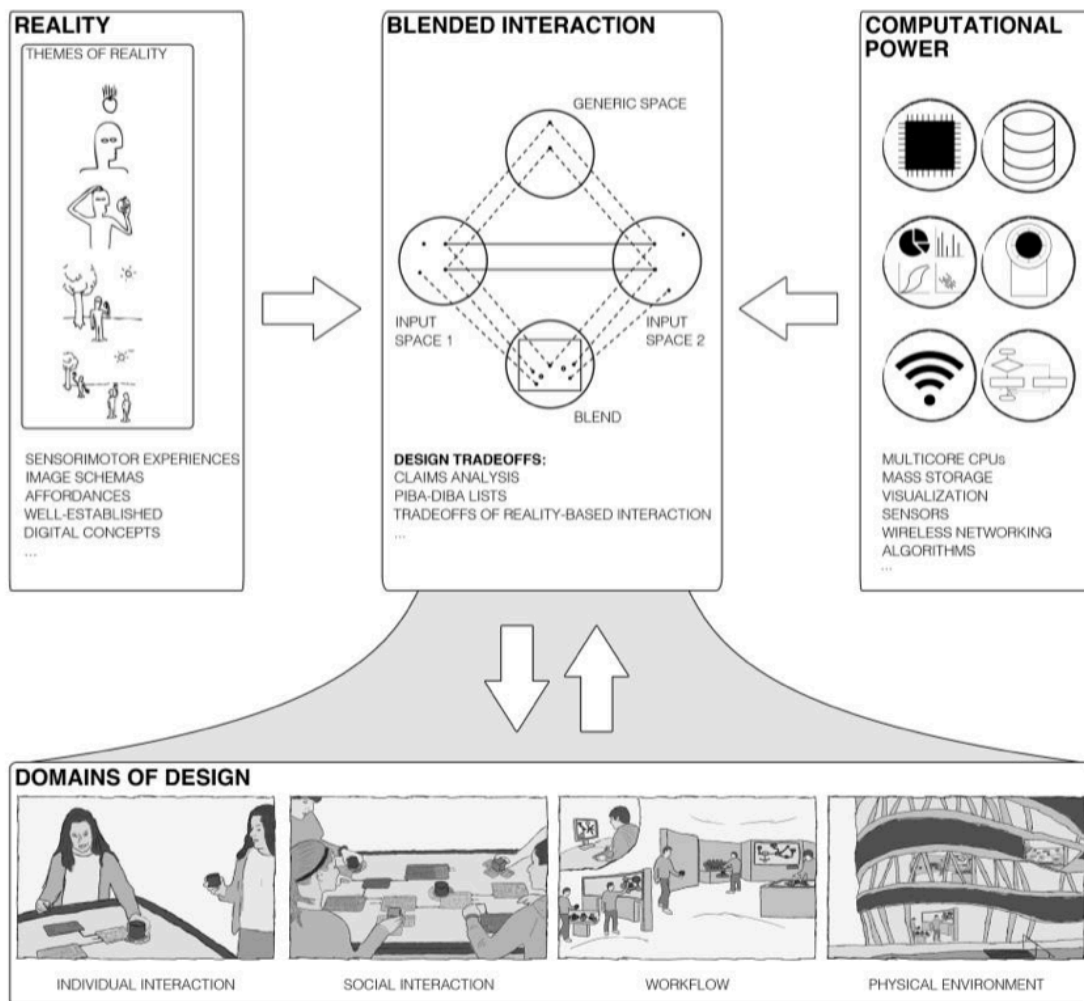 REALITY
THEMES OF REALITY
SENSORIMOTOR EXPERIENCES
IMAGE SCHEMAS
AFFORDANCES
WELL-ESTABLISHED
DIGITAL CONCEPTS
...
BLENDED INTERACTION
GENERIC SPACE
INPUT
SPACE 1
INPUT
SPACE 2
BLEND
DESIGN TRADEOFFS:
CLAIMS ANALYSIS
PIBA-DIBA LISTS
TRADEOFFS OF REALITY-BASED INTERACTION
...
COMPUTATIONAL
POWER
MULTICORE CPUs
MASS STORAGE
VISUALIZATION
SENSORS
WIRELESS NETWORKING
ALGORITHMS
...
DOMAINS OF DESIGN
INDIVIDUAL INTERACTION
SOCIAL INTERACTION
WORKFLOW
PHYSICAL ENVIRONMENT